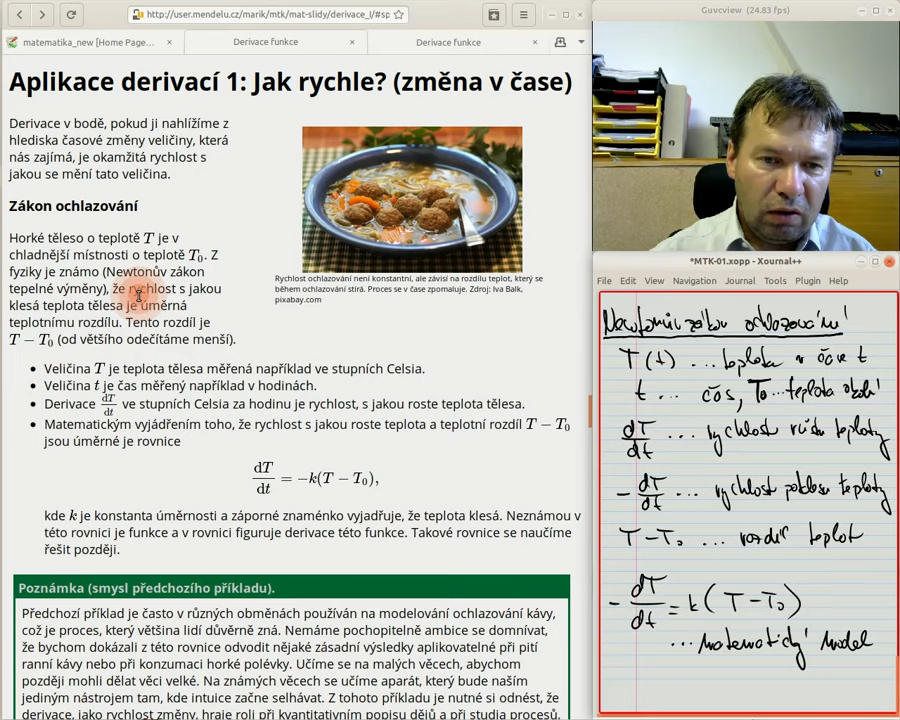 http://user.mendelu.cz/marik/mtk/mat-slidy/derivace_I/#sp
Guvcview (24.83 fps)
matematika_new [Home Page...
Derivace funkce
Derivace funkce
Aplikace derivací 1: Jak rychle? (změna v čase)
Derivace v bodě, pokud ji nahlížíme z
hlediska časové změny veličiny, která
nás zajímá, je okamžitá rychlost s
jakou se mění tato veličina.
Zákon ochlazování
Horké těleso o teplotě T je v
chladnější místnosti o teplotě T₀. Z
fyziky je známo (Newtonův zákon
tepelné výměny), že rychlost s jakou
klesá teplota tělesa je úměrná
teplotnímu rozdílu. Tento rozdíl je
T − T₀ (od většího odečítáme menší).
Rychlost ochlazování není konstantní, ale závisí na rozdílu teplot, který se
během ochlazování stírá. Proces se v čase zpomaluje. Zdroj: Iva Balk,
pixabay.com
Veličina T je teplota tělesa měřená například ve stupních Celsia.
Veličina t je čas měřený například v hodinách.
Derivace dT/dt ve stupních Celsia za hodinu je rychlost, s jakou roste teplota tělesa.
Matematickým vyjádřením toho, že rychlost s jakou roste teplota a teplotní rozdíl T − T₀
jsou úměrné je rovnice
dT/dt = −k(T − T₀),
kde k je konstanta úměrnosti a záporné znaménko vyjadřuje, že teplota klesá. Neznámou v
této rovnici je funkce a v rovnici figuruje derivace této funkce. Takové rovnice se naučíme
řešit později.
Poznámka (smysl předchozího příkladu).
Předchozí příklad je často v různých obměnách používán na modelování ochlazování kávy,
což je proces, který většina lidí důvěrně zná. Nemáme pochopitelně ambice se domnívat,
že bychom dokázali z této rovnice odvodit nějaké zásadní výsledky aplikovatelné při pití
ranní kávy nebo při konzumaci horké polévky. Učíme se na malých věcech, abychom
později mohli dělat věci velké. Na známých věcech se učíme aparát, který bude naším
jediným nástrojem tam, kde intuice začne selhávat. Z tohoto příkladu je nutné si odnést, že
derivace, jako rychlost změny, hraje roli při kvantitativním popisu dějů a při studia procesů,
*MTK-01.xopp - Xournal++
File Edit View Navigation Journal Tools Plugin Help
Newtonův zákon ochlazování
T(t) ... teplota v čase t
t ... čas, T₀ ... teplota okolí
dT/dt ... rychlost růstu teploty
− dT/dt ... rychlost poklesu teploty
T − T₀ ... rozdíl teplot
− dT/dt = k(T − T₀)
... matematický model